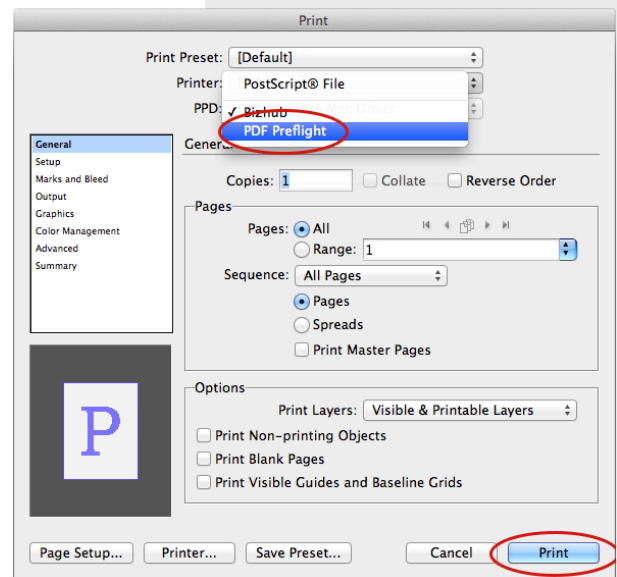 Print
Print Preset: [Default]
Printer: PostScript® File
PPD: ✓ Bizhub
PDF Preflight
General
General
Setup
Marks and Bleed
Output
Graphics
Color Management
Advanced
Summary
Copies: 1 Collate Reverse Order
Pages
Pages: All
Range: 1
Sequence: All Pages
Pages
Spreads
Print Master Pages
Options
Print Layers: Visible & Printable Layers
Print Non-printing Objects
Print Blank Pages
Print Visible Guides and Baseline Grids
P
Page Setup... Printer... Save Preset... Cancel Print